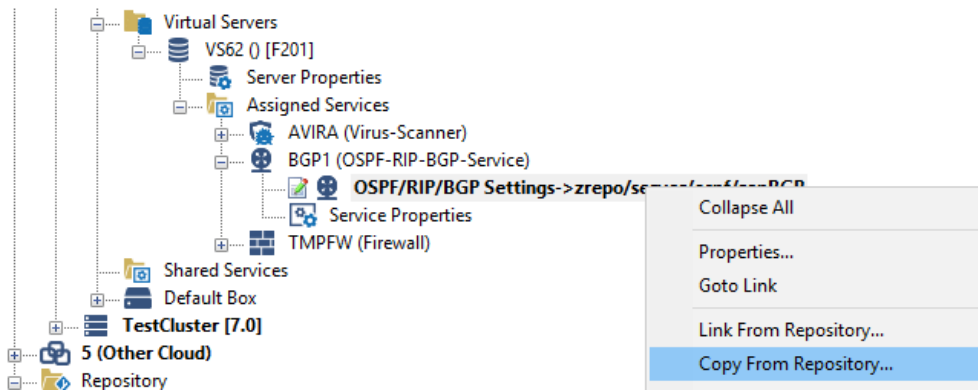 Virtual Servers
VS62 () [F201]
Server Properties
Assigned Services
AVIRA (Virus-Scanner)
BGP1 (OSPF-RIP-BGP-Service)
OSPF/RIP/BGP Settings->zrepo/server/ospf/
Service Properties
TMPFW (Firewall)
Shared Services
Default Box
TestCluster [7.0]
5 (Other Cloud)
Repository
Collapse All
Properties...
Goto Link
Link From Repository...
Copy From Repository...